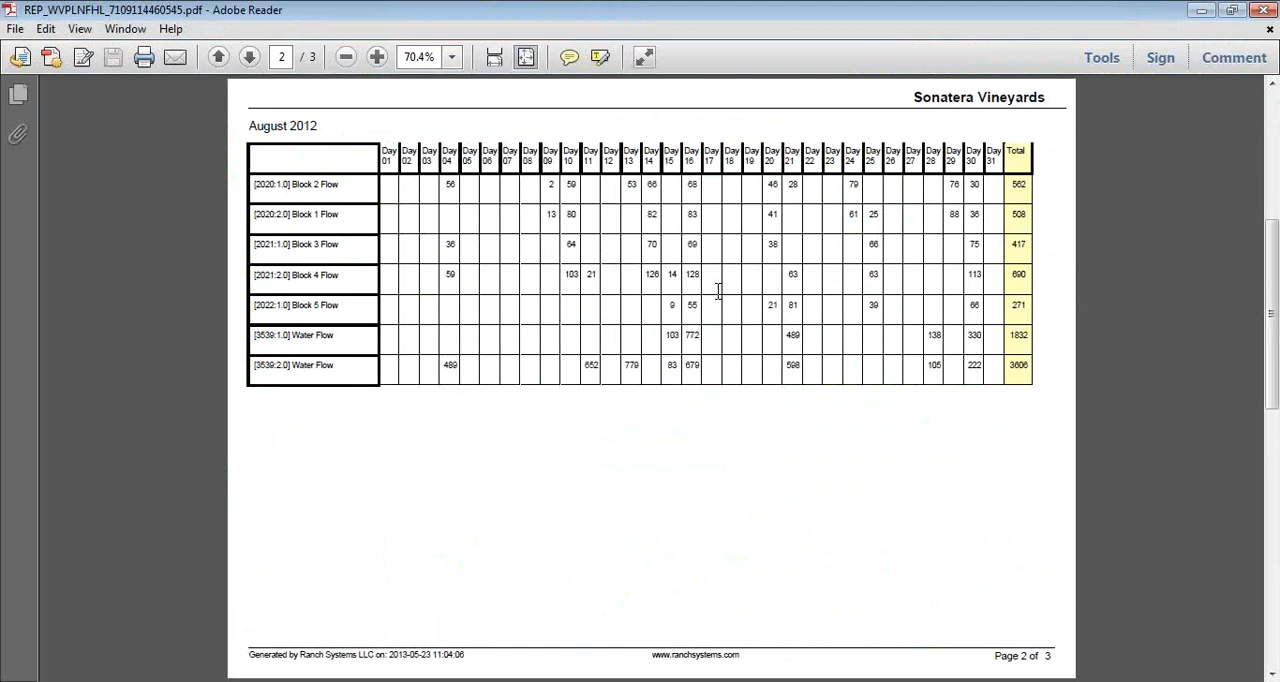 REP_WVPLNFHL_7109114460545.pdf - Adobe Reader
File Edit View Window Help
2 / 3 70.4% Tools Sign Comment
Sonatera Vineyards
August 2012
Day 01 Day 02 Day 03 Day 04 Day 05 Day 06 Day 07 Day 08 Day 09 Day 10 Day 11 Day 12 Day 13 Day 14 Day 15 Day 16 Day 17 Day 18 Day 19 Day 20 Day 21 Day 22 Day 23 Day 24 Day 25 Day 26 Day 27 Day 28 Day 29 Day 30 Day 31 Total
[2020:1.0] Block 2 Flow 56 2 59 53 66 68 46 28 79 76 30 562
[2020:2.0] Block 1 Flow 13 80 82 83 41 61 25 88 36 508
[2021:1.0] Block 3 Flow 36 64 70 69 38 66 75 417
[2021:2.0] Block 4 Flow 59 103 21 126 14 128 63 63 113 690
[2022:1.0] Block 5 Flow 9 55 21 81 39 66 271
[3539:1.0] Water Flow 103 772 489 138 330 1832
[3539:2.0] Water Flow 489 652 779 83 679 598 105 222 3606
Generated by Ranch Systems LLC on: 2013-05-23 11:04:06 www.ranchsystems.com Page 2 of 3